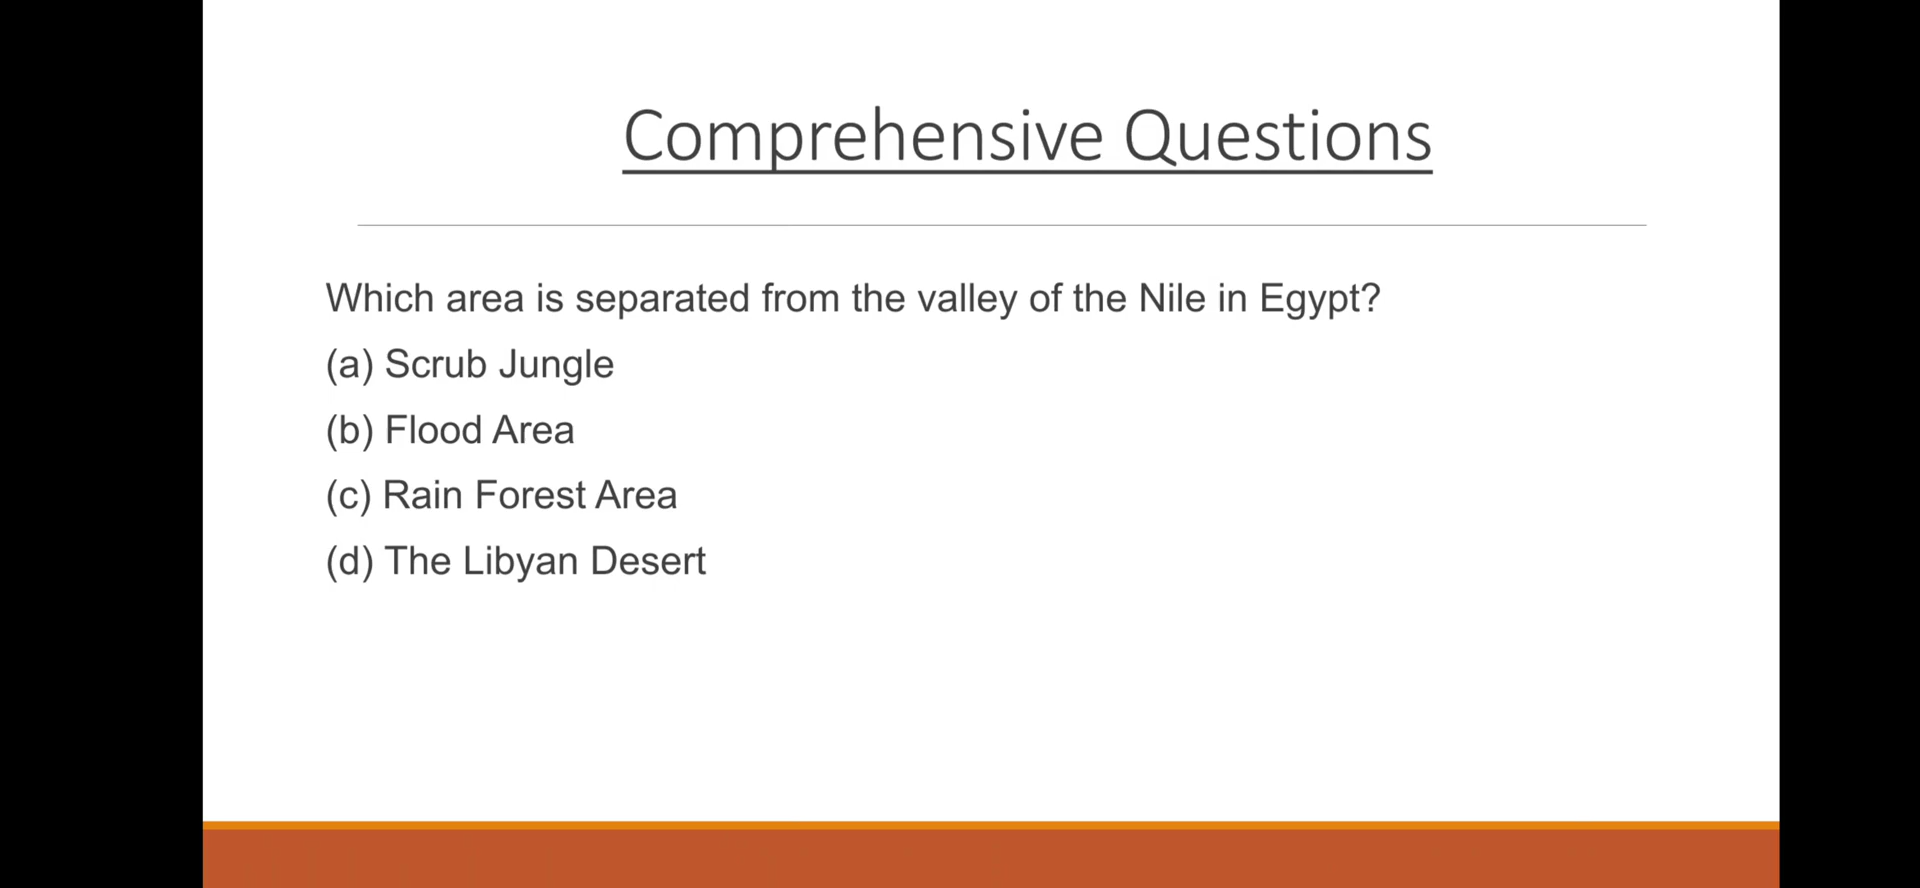 Comprehensive Questions
Which area is separated from the valley of the Nile in Egypt?
(a) Scrub Jungle
(b) Flood Area
(c) Rain Forest Area
(d) The Libyan Desert